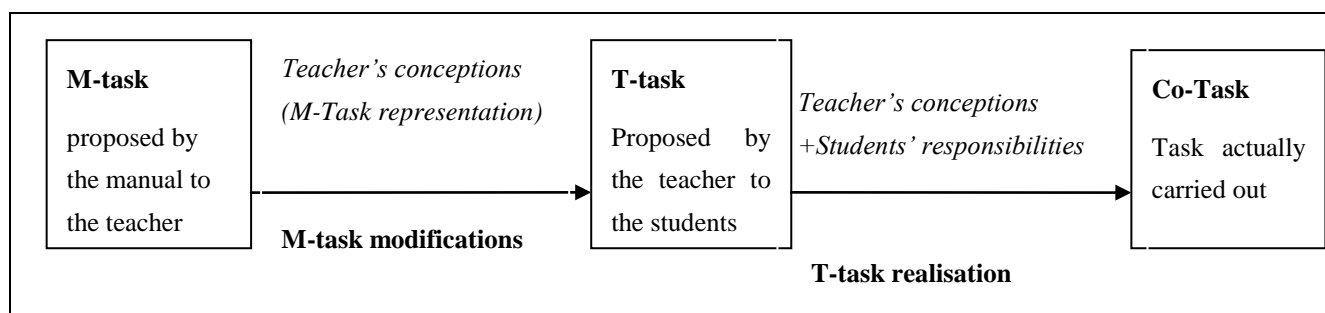 M-task
proposed by
the manual to
the teacher
Teacher’s conceptions
(M-Task representation)
M-task modifications
T-task
Proposed by
the teacher to
the students
Teacher’s conceptions
+Students’ responsibilities
T-task realisation
Co-Task
Task actually
carried out